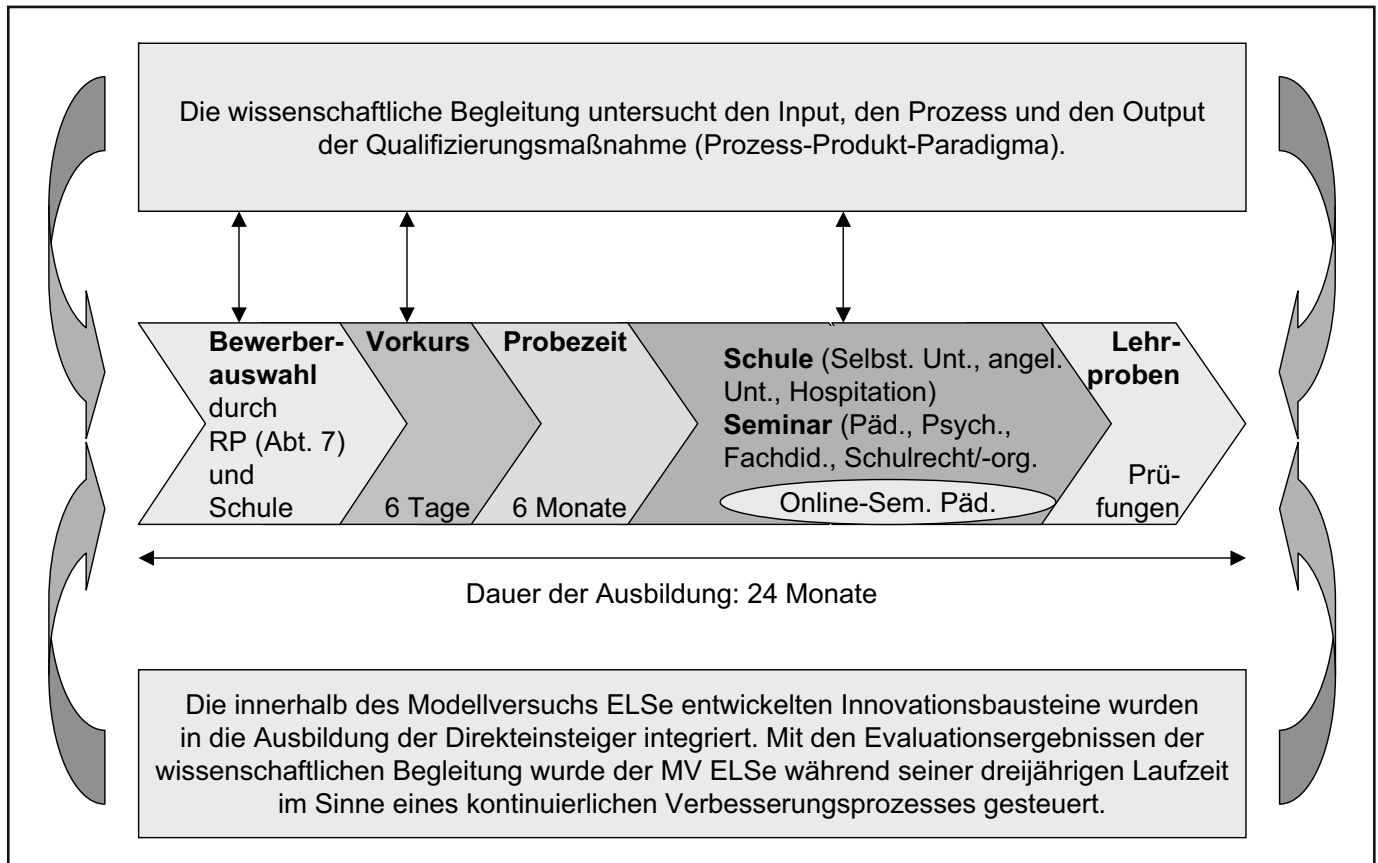 Die wissenschaftliche Begleitung untersucht den Input, den Prozess und den Output
der Qualifizierungsmaßnahme (Prozess-Produkt-Paradigma).
Bewerber-
auswahl
durch
RP (Abt. 7)
und
Schule
Vorkurs
6 Tage
Probezeit
6 Monate
Schule (Selbst. Unt., angel.
Unt., Hospitation)
Seminar (Päd., Psych.,
Fachdid., Schulrecht/-org.
Online-Sem. Päd.
Lehr-
proben
Prü-
fungen
Dauer der Ausbildung: 24 Monate
Die innerhalb des Modellversuchs ELSe entwickelten Innovationsbausteine wurden
in die Ausbildung der Direkteinsteiger integriert. Mit den Evaluationsergebnissen der
wissenschaftlichen Begleitung wurde der MV ELSe während seiner dreijährigen Laufzeit
im Sinne eines kontinuierlichen Verbesserungsprozesses gesteuert.